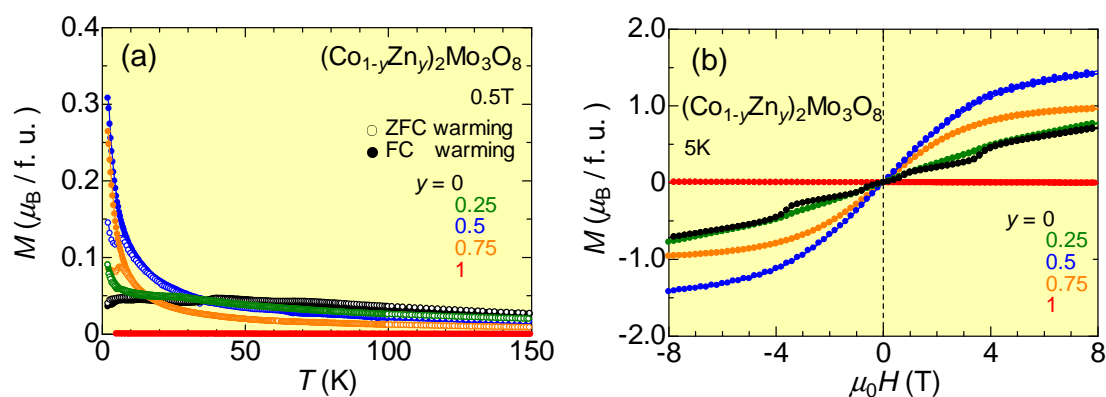 (a)
(Co1-yZny)2Mo3O8
0.5T
ZFC warming
FC warming
y = 0
0.25
0.5
0.75
1
M (μB / f. u.)
0.4
0.3
0.2
0.1
0
0
50
100
150
T (K)
(b)
(Co1-yZny)2Mo3O8
5K
y = 0
0.25
0.5
0.75
1
M (μB / f. u.)
2.0
1.0
0
-1.0
-2.0
-8
-4
0
4
8
μ0H (T)